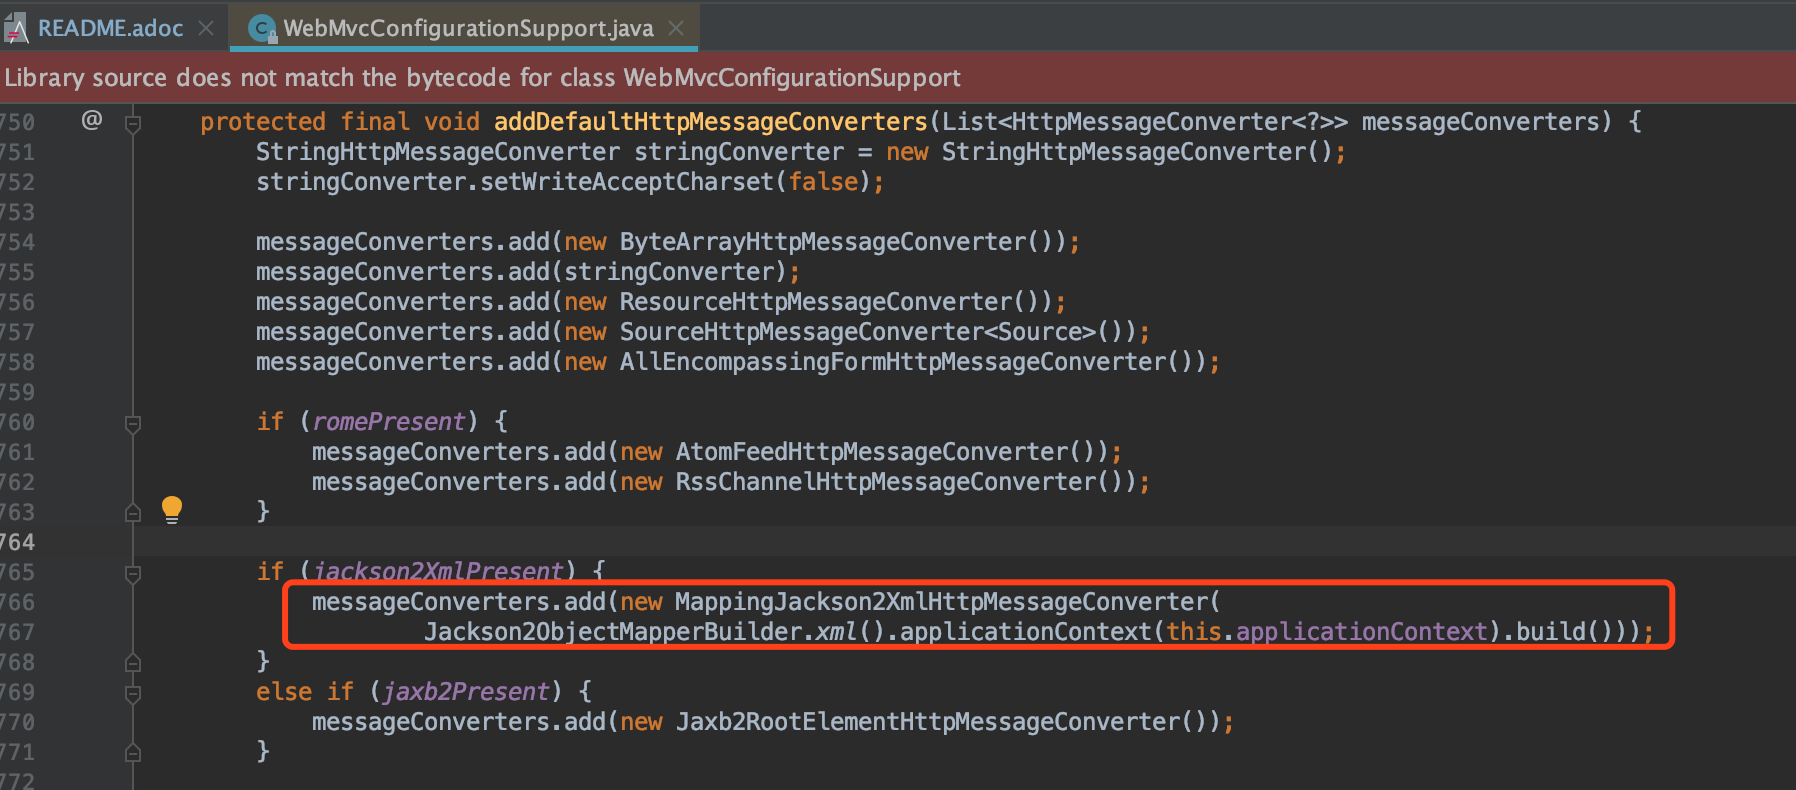 README.adoc
WebMvcConfigurationSupport.java
Library source does not match the bytecode for class WebMvcConfigurationSupport
750 @ protected final void addDefaultHttpMessageConverters(List<HttpMessageConverter<?>> messageConverters) {
751 StringHttpMessageConverter stringConverter = new StringHttpMessageConverter();
752 stringConverter.setWriteAcceptCharset(false);
753
754 messageConverters.add(new ByteArrayHttpMessageConverter());
755 messageConverters.add(stringConverter);
756 messageConverters.add(new ResourceHttpMessageConverter());
757 messageConverters.add(new SourceHttpMessageConverter<Source>());
758 messageConverters.add(new AllEncompassingFormHttpMessageConverter());
759
760 if (romePresent) {
761 messageConverters.add(new AtomFeedHttpMessageConverter());
762 messageConverters.add(new RssChannelHttpMessageConverter());
763 }
764
765 if (jackson2XmlPresent) {
766 messageConverters.add(new MappingJackson2XmlHttpMessageConverter(
767 Jackson2ObjectMapperBuilder.xml().applicationContext(this.applicationContext).build()));
768 }
769 else if (jaxb2Present) {
770 messageConverters.add(new Jaxb2RootElementHttpMessageConverter());
771 }
772